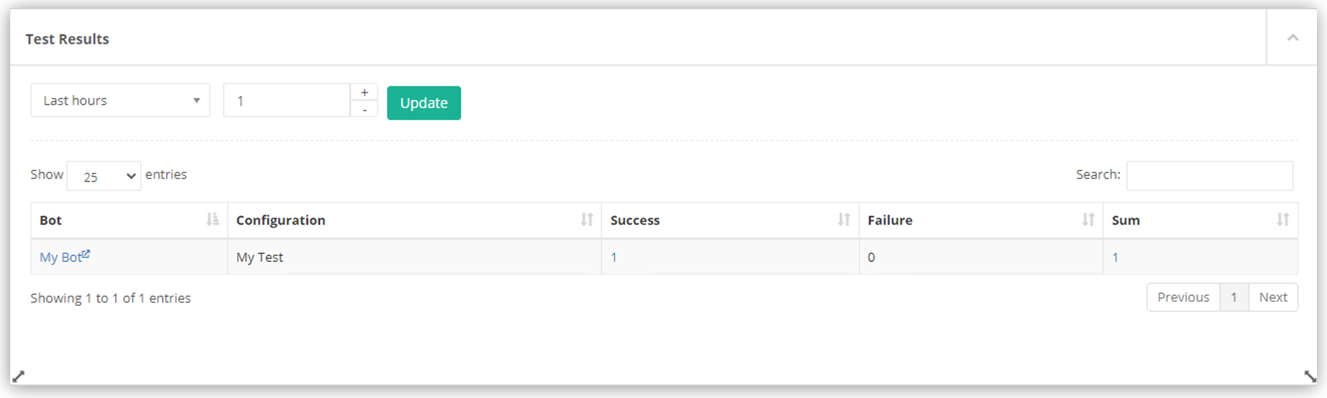 Test Results
Last hours 1 + - Update
Show 25 entries Search:
Bot Configuration Success Failure Sum
My Bot My Test 1 0 1
Showing 1 to 1 of 1 entries Previous 1 Next